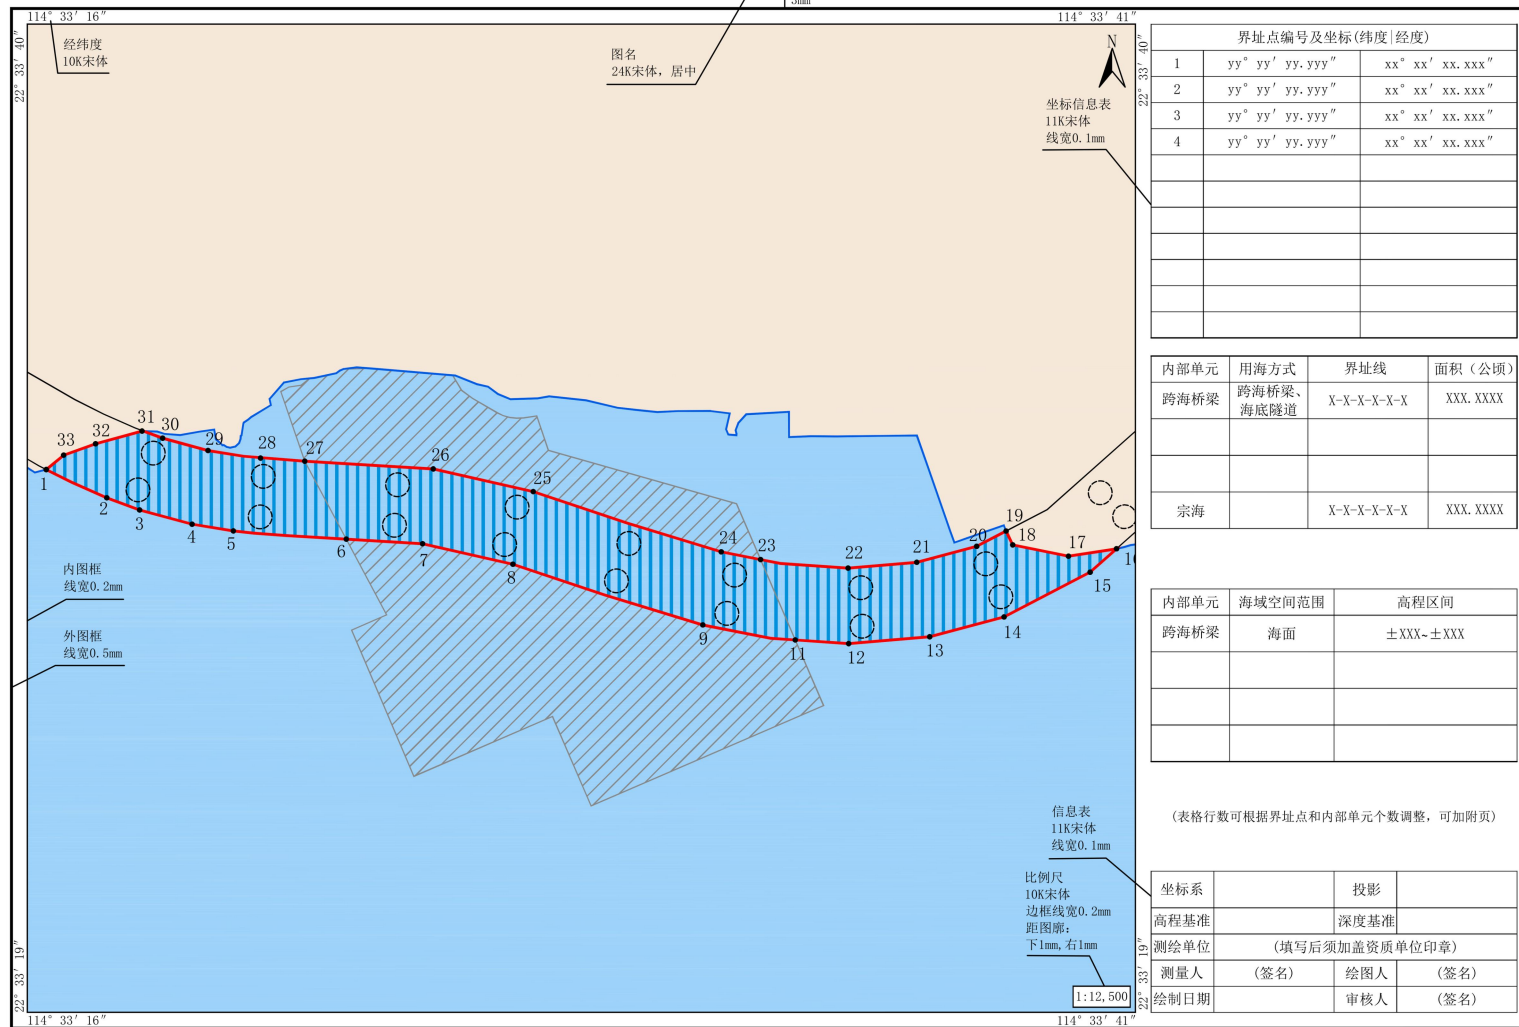 3mm
114° 33′ 16″
114° 33′ 41″
22° 33′ 40″
22° 33′ 40″
经纬度
10K宋体
图名
24K宋体，居中
N
坐标信息表
11K宋体
线宽0.1mm
界址点编号及坐标(纬度|经度)
1 yy° yy′ yy.yyy″ xx° xx′ xx.xxx″
2 yy° yy′ yy.yyy″ xx° xx′ xx.xxx″
3 yy° yy′ yy.yyy″ xx° xx′ xx.xxx″
4 yy° yy′ yy.yyy″ xx° xx′ xx.xxx″
内部单元 用海方式 界址线 面积（公顷）
跨海桥梁 跨海桥梁、海底隧道 X-X-X-X-X-X XXX.XXXX
宗海 X-X-X-X-X-X XXX.XXXX
31
30
32
33
29
28
27
26
25
24
23
22
21
20
19
18
17
16
15
14
13
12
11
9
8
7
6
5
4
3
2
1
内图框
线宽0.2mm
外图框
线宽0.5mm
内部单元 海域空间范围 高程区间
跨海桥梁 海面 ±XXX~±XXX
(表格行数可根据界址点和内部单元个数调整，可加附页)
信息表
11K宋体
线宽0.1mm
比例尺
10K宋体
边框线宽0.2mm
距图廓：
下1mm,右1mm
1:12,500
坐标系 投影
高程基准 深度基准
测绘单位 (填写后须加盖资质单位印章)
测量人 (签名) 绘图人 (签名)
绘制日期 审核人 (签名)
22° 33′ 19″
22° 33′ 19″
114° 33′ 16″
114° 33′ 41″